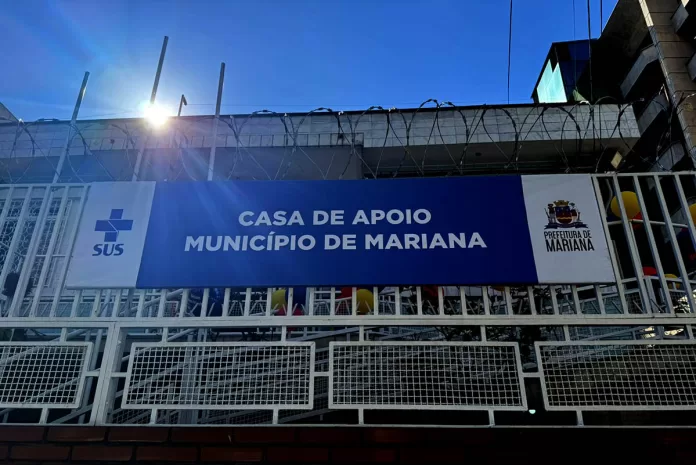 SUS
CASA DE APOIO
MUNICÍPIO DE MARIANA
PREFEITURA DE
MARIANA